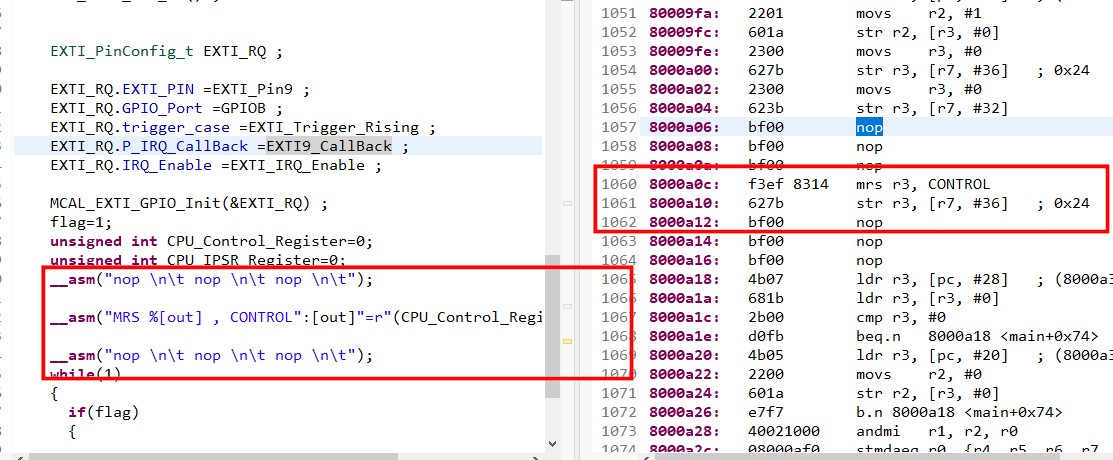 EXTI_PinConfig_t EXTI_RQ ;
EXTI_RQ.EXTI_PIN =EXTI_Pin9 ;
EXTI_RQ.GPIO_Port =GPIOB ;
EXTI_RQ.trigger_case =EXTI_Trigger_Rising ;
EXTI_RQ.P_IRQ_CallBack =EXTI9_CallBack ;
EXTI_RQ.IRQ_Enable =EXTI_IRQ_Enable ;
MCAL_EXTI_GPIO_Init(&EXTI_RQ) ;
flag=1;
unsigned int CPU_Control_Register=0;
unsigned int CPU_IPSR_Register=0;
__asm("nop \n\t nop \n\t nop \n\t");
__asm("MRS %[out] , CONTROL":[out]"=r"(CPU_Control_Regi
__asm("nop \n\t nop \n\t nop \n\t");
while(1)
{
if(flag)
{
1051 80009fa: 2201 movs r2, #1
1052 80009fc: 601a str r2, [r3, #0]
1053 80009fe: 2300 movs r3, #0
1054 8000a00: 627b str r3, [r7, #36] ; 0x24
1055 8000a02: 2300 movs r3, #0
1056 8000a04: 623b str r3, [r7, #32]
1057 8000a06: bf00 nop
1058 8000a08: bf00 nop
1059 8000a0a: bf00 nop
1060 8000a0c: f3ef 8314 mrs r3, CONTROL
1061 8000a10: 627b str r3, [r7, #36] ; 0x24
1062 8000a12: bf00 nop
1063 8000a14: bf00 nop
1064 8000a16: bf00 nop
1065 8000a18: 4b07 ldr r3, [pc, #28] ; (8000a3
1066 8000a1a: 681b ldr r3, [r3, #0]
1067 8000a1c: 2b00 cmp r3, #0
1068 8000a1e: d0fb beq.n 8000a18 <main+0x74>
1069 8000a20: 4b05 ldr r3, [pc, #20] ; (8000a3
1070 8000a22: 2200 movs r2, #0
1071 8000a24: 601a str r2, [r3, #0]
1072 8000a26: e7f7 b.n 8000a18 <main+0x74>
1073 8000a28: 40021000 andmi r1, r2, r0
1074 8000a2c: 08000af0 stmdaeq r0, {r4, r5, r6, r7